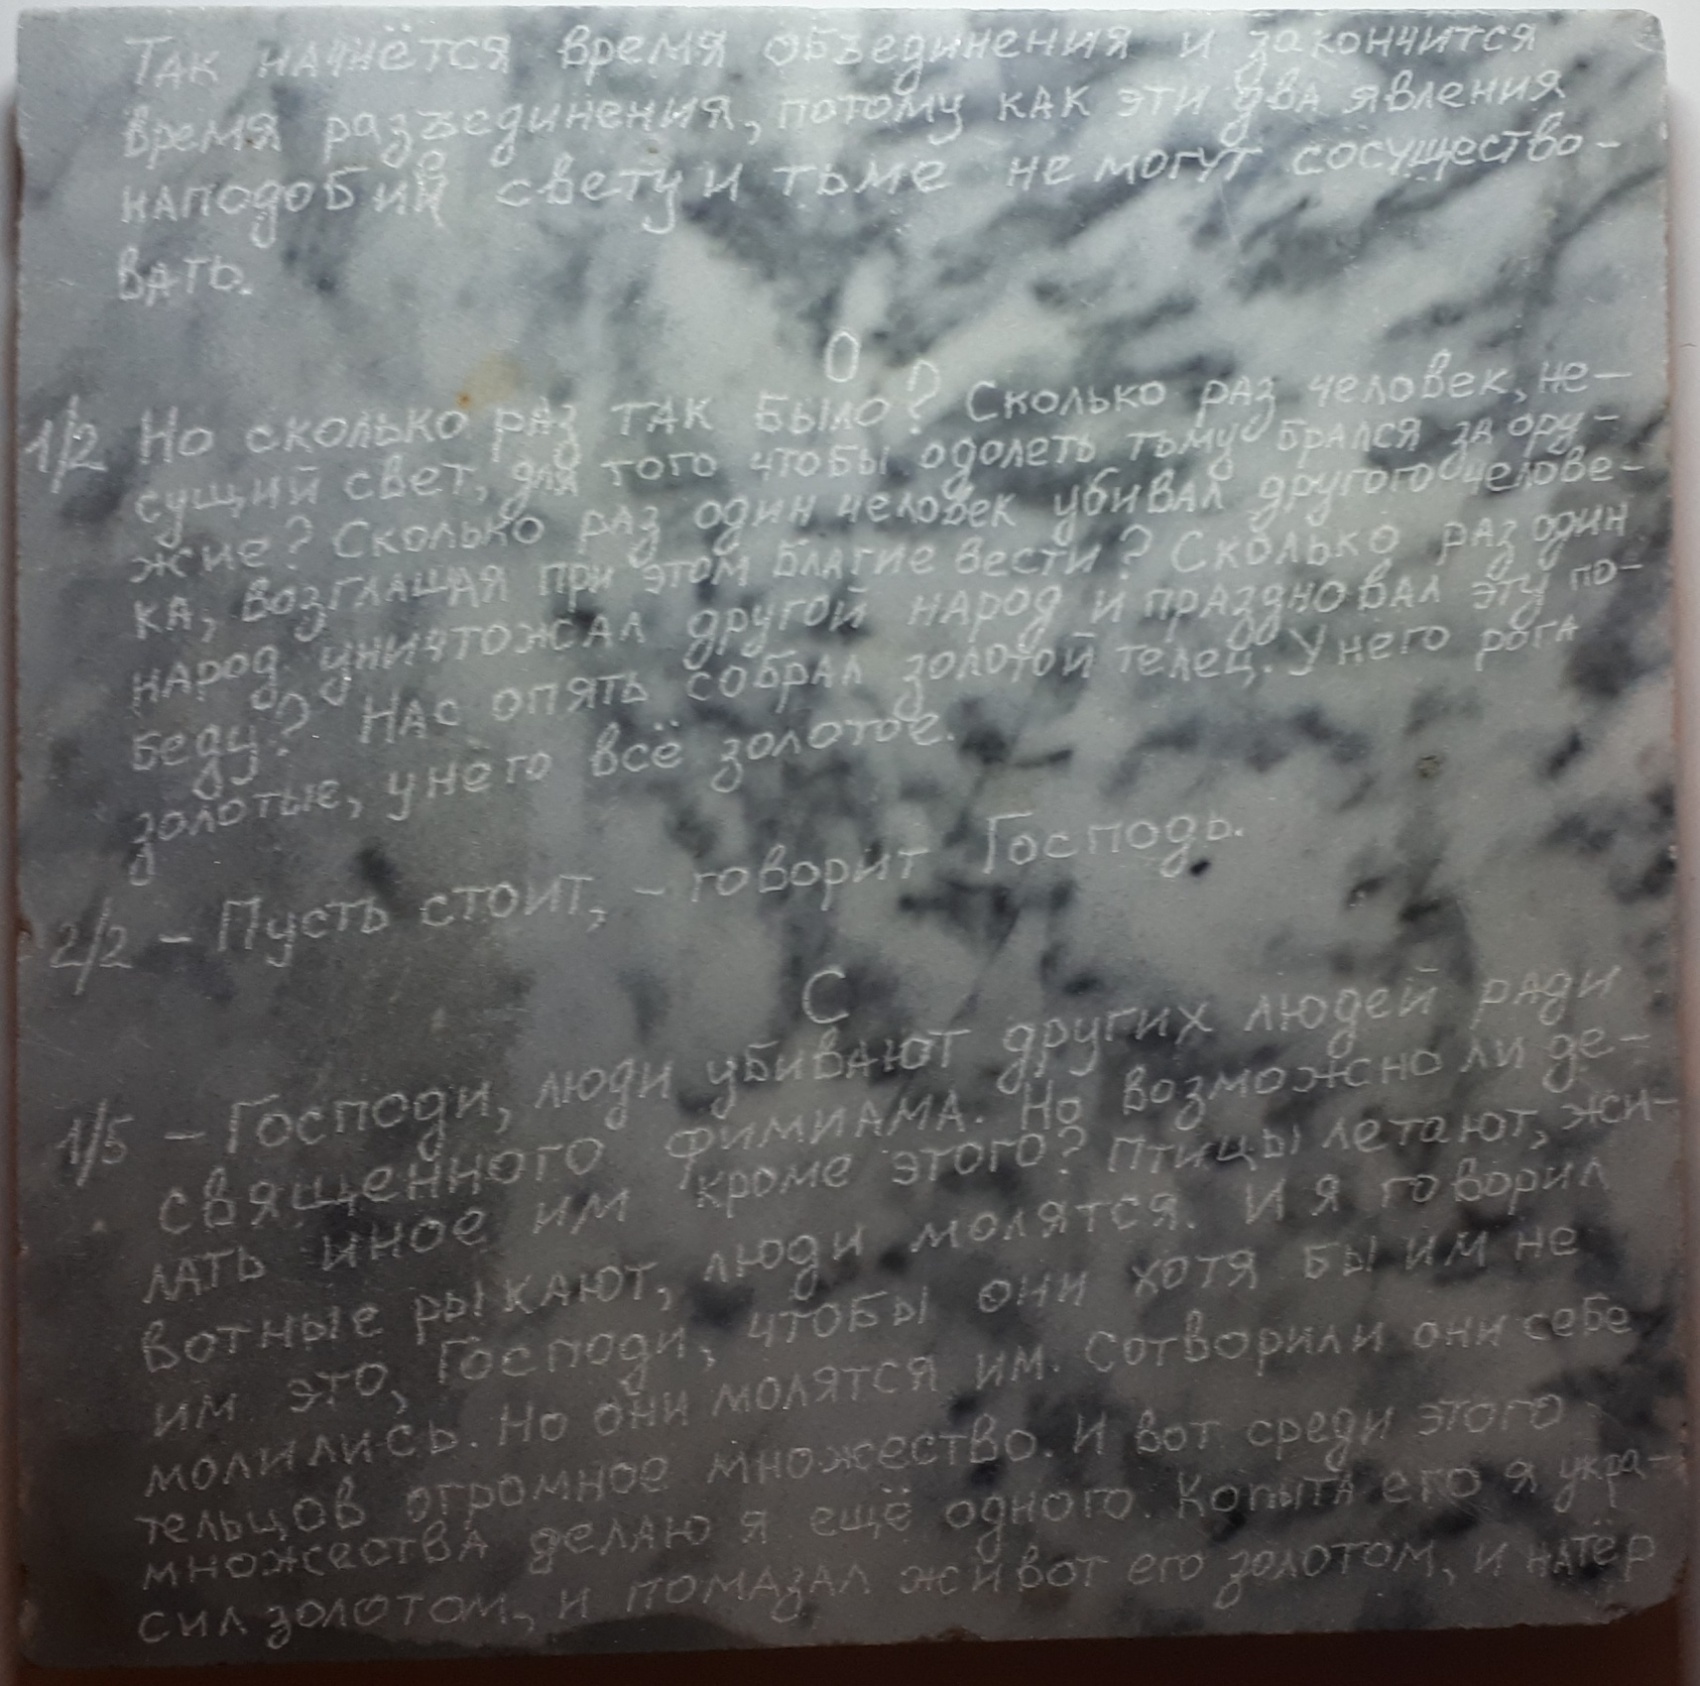 Так начнётся время объединения и закончится
время разъединения, потому как эти два явления
наподобий свету и тьме не могут сосущество-
вать.
О
1/2 Но сколько раз так было? Сколько раз человек, не-
сущий свет, для того чтобы одолеть тьму брался за ору-
жие? Сколько раз один человек убивал другого челове-
ка, возглашая при этом благие вести? Сколько раз один
народ уничтожал другой народ и праздновал эту по-
беду? Нас опять собрал золотой телец. У него рога
золотые, у него всё золотое.
2/2 – Пусть стоит, – говорит Господь.
С
1/5 – Господи, люди убивают других людей ради
священного фимиама. Но возможно ли де-
лать иное им кроме этого? Птицы летают, жи-
вотные рыкают, люди молятся. И я говорил
им это, Господи, чтобы они хотя бы им не
молились. Но они молятся им. Сотворили они себе
тельцов огромное множество. И вот среди этого
множества делаю я ещё одного. Копыта его я укра-
сил золотом, и помазал живот его золотом, и натёр